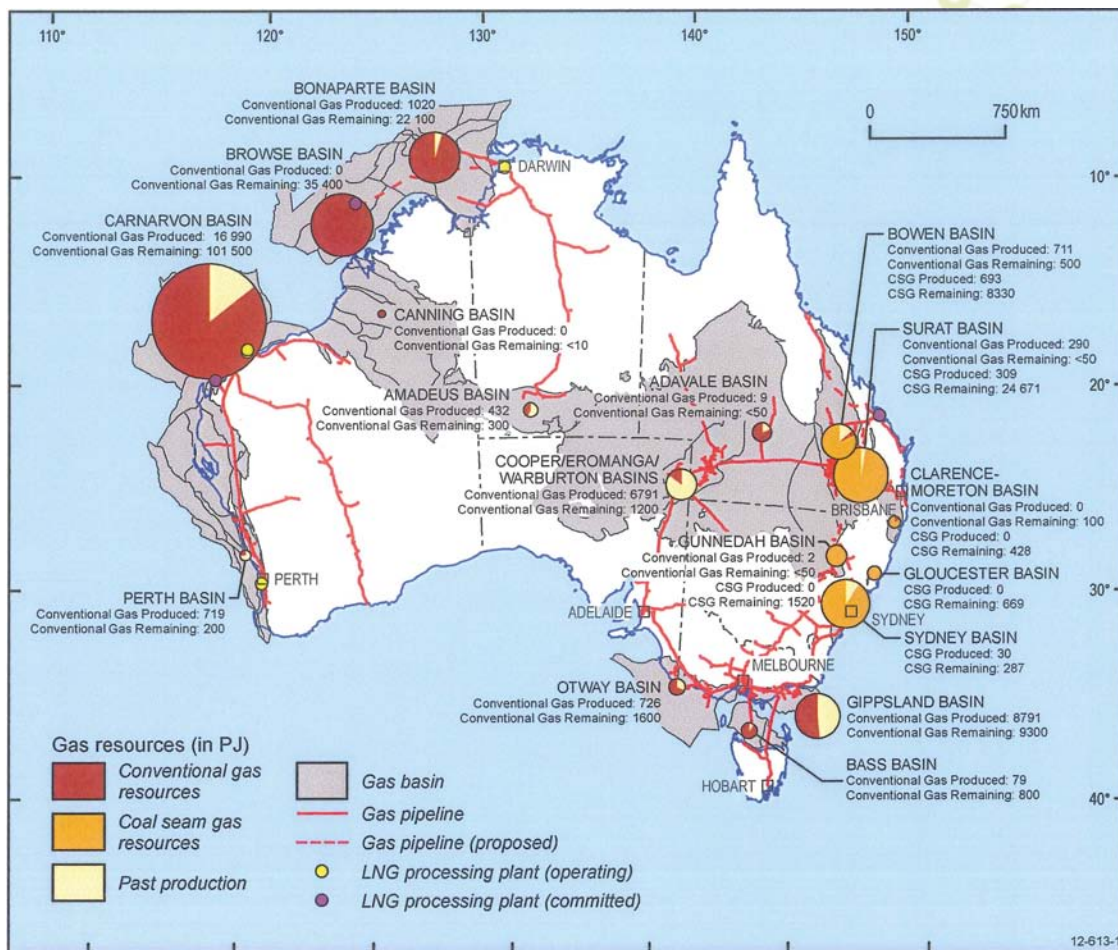 110°
120°
130°
140°
150°
BONAPARTE BASIN
Conventional Gas Produced: 1020
Conventional Gas Remaining: 22 100
0 750 km
BROWSE BASIN
Conventional Gas Produced: 0
Conventional Gas Remaining: 35 400
DARWIN
10°
CARNARVON BASIN
Conventional Gas Produced: 16 990
Conventional Gas Remaining: 101 500
BOWEN BASIN
Conventional Gas Produced: 711
Conventional Gas Remaining: 500
CSG Produced: 693
CSG Remaining: 8330
CANNING BASIN
Conventional Gas Produced: 0
Conventional Gas Remaining: <10
SURAT BASIN
Conventional Gas Produced: 290
Conventional Gas Remaining: <50
CSG Produced: 309
CSG Remaining: 24 671
20°
AMADEUS BASIN
Conventional Gas Produced: 432
Conventional Gas Remaining: 300
ADAVALE BASIN
Conventional Gas Produced: 9
Conventional Gas Remaining: <50
COOPER/EROMANGA/
WARBURTON BASINS
Conventional Gas Produced: 6791
Conventional Gas Remaining: 1200
CLARENCE-
MORETON BASIN
Conventional Gas Produced: 0
Conventional Gas Remaining: 100
CSG Produced: 0
CSG Remaining: 428
BRISBANE
GUNNEDAH BASIN
Conventional Gas Produced: 2
Conventional Gas Remaining: <50
CSG Produced: 0
CSG Remaining: 1520
GLOUCESTER BASIN
CSG Produced: 0
CSG Remaining: 669
30°
PERTH
PERTH BASIN
Conventional Gas Produced: 719
Conventional Gas Remaining: 200
ADELAIDE
SYDNEY
SYDNEY BASIN
CSG Produced: 30
CSG Remaining: 287
MELBOURNE
OTWAY BASIN
Conventional Gas Produced: 726
Conventional Gas Remaining: 1600
GIPPSLAND BASIN
Conventional Gas Produced: 8791
Conventional Gas Remaining: 9300
BASS BASIN
Conventional Gas Produced: 79
Conventional Gas Remaining: 800
HOBART
40°
Gas resources (in PJ)
Conventional gas
resources
Coal seam gas
resources
Past production
Gas basin
Gas pipeline
Gas pipeline (proposed)
LNG processing plant (operating)
LNG processing plant (committed)